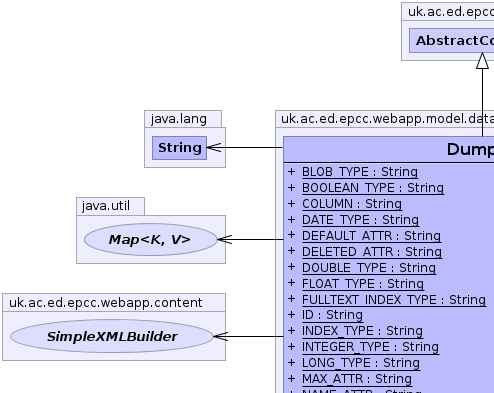 uk.ac.ed.epcc
AbstractCo
java.lang
String
uk.ac.ed.epcc.webapp.model.data
Dump
+ BLOB_TYPE : String
+ BOOLEAN_TYPE : String
+ COLUMN : String
+ DATE_TYPE : String
+ DEFAULT_ATTR : String
+ DELETED_ATTR : String
+ DOUBLE_TYPE : String
+ FLOAT_TYPE : String
+ FULLTEXT_INDEX_TYPE : String
+ ID : String
+ INDEX_TYPE : String
+ INTEGER_TYPE : String
+ LONG_TYPE : String
+ MAX_ATTR : String
+ NAME_ATTR : String
java.util
Map<K, V>
uk.ac.ed.epcc.webapp.content
SimpleXMLBuilder